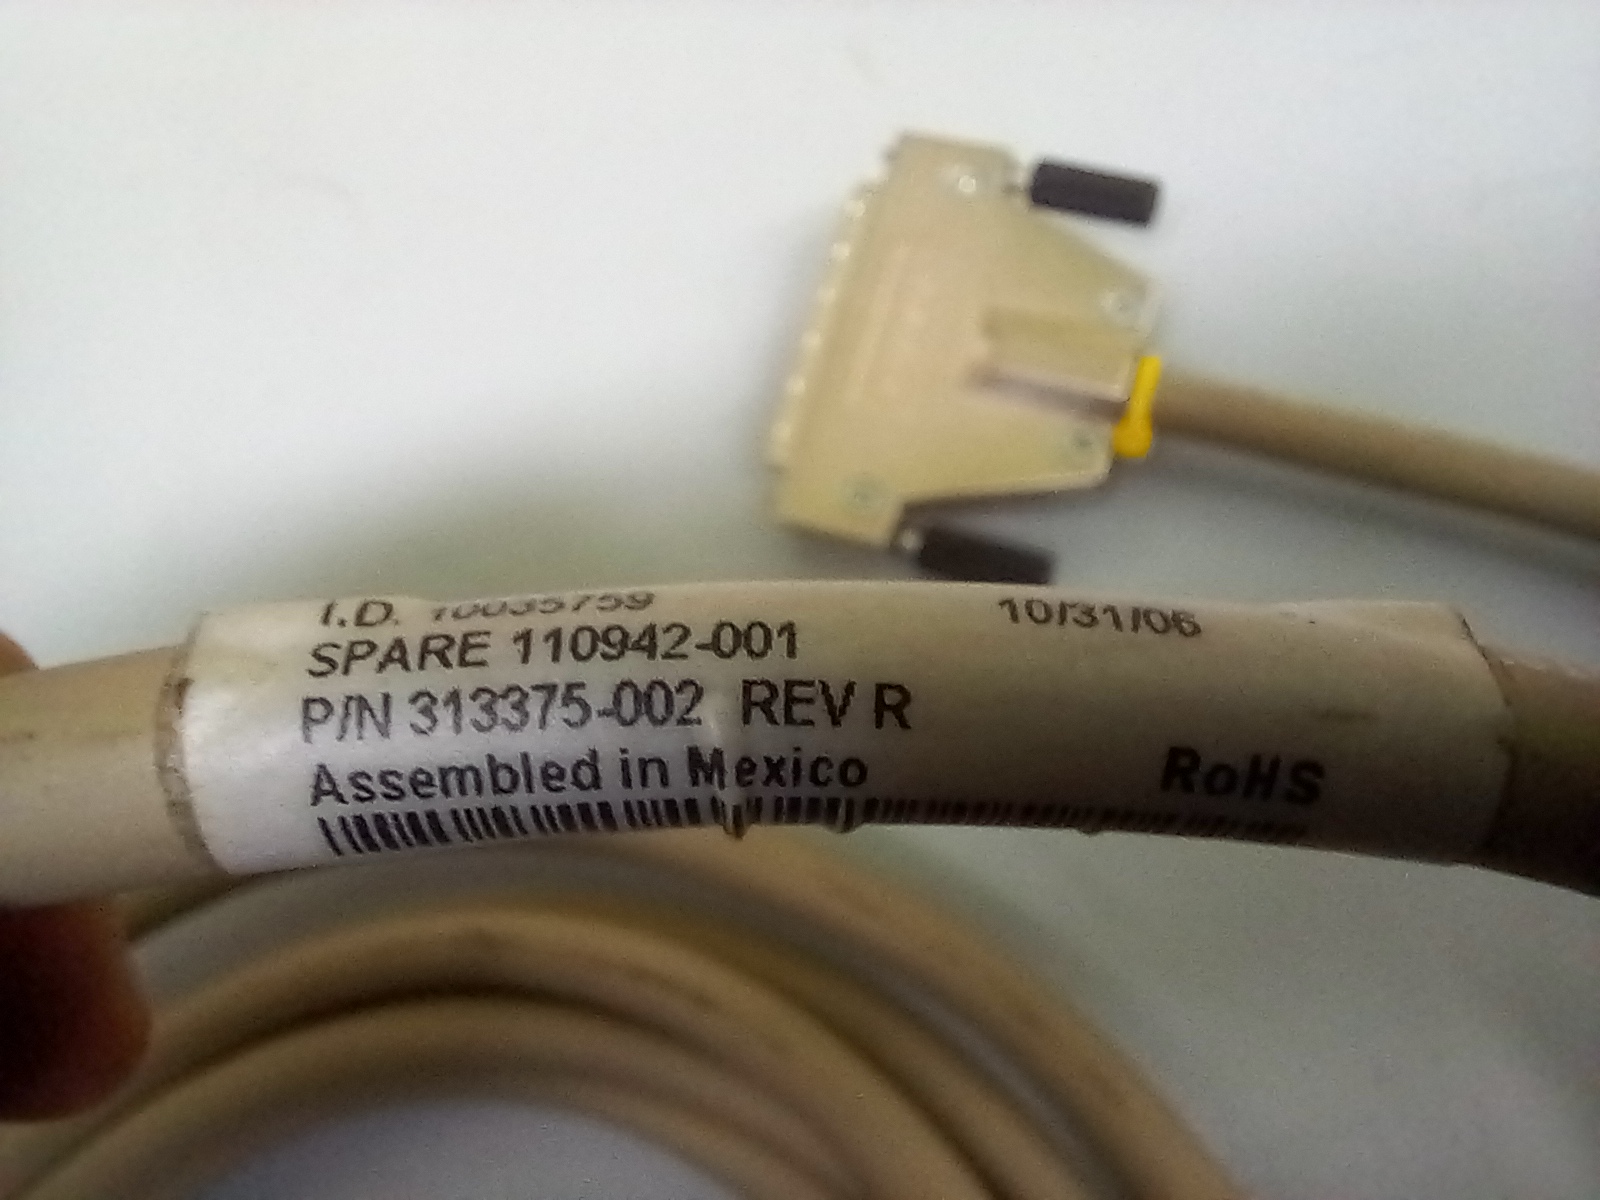 I.D. 10035759 10/31/06
SPARE 110942-001
P/N 313375-002 REV R
Assembled in Mexico RoHS